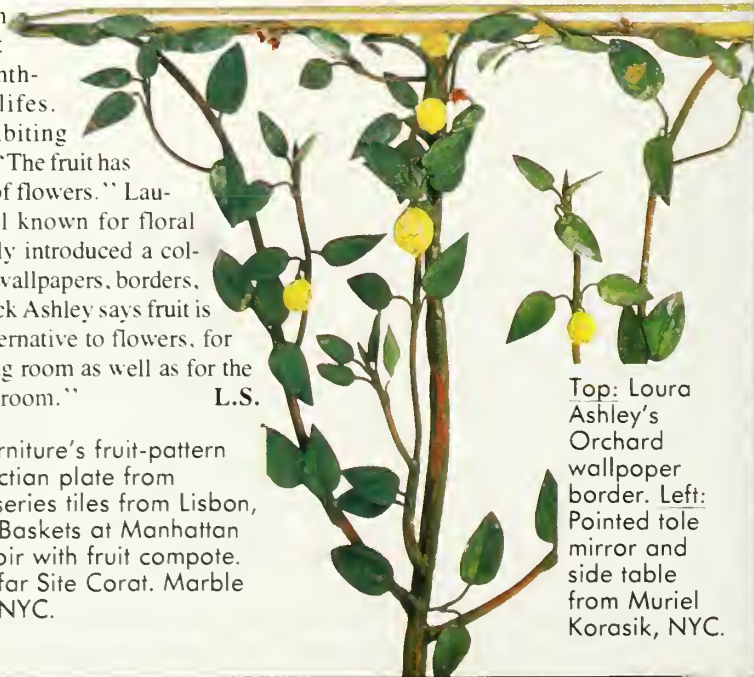 n
nth-
lifes.
biting
"The fruit has
of flowers." Lau-
l known for floral
ly introduced a col-
wallpapers, borders,
ck Ashley says fruit is
ernative to flowers, for
g room as well as for the
room." L.S.
rniture's fruit-pattern
ctian plate from
series tiles from Lisbon,
Baskets at Manhattan
oir with fruit compote.
far Site Corat. Marble
NYC.
Top: Loura
Ashley's
Orchard
wallpoper
border. Left:
Pointed tole
mirror and
side table
from Muriel
Korasik, NYC.